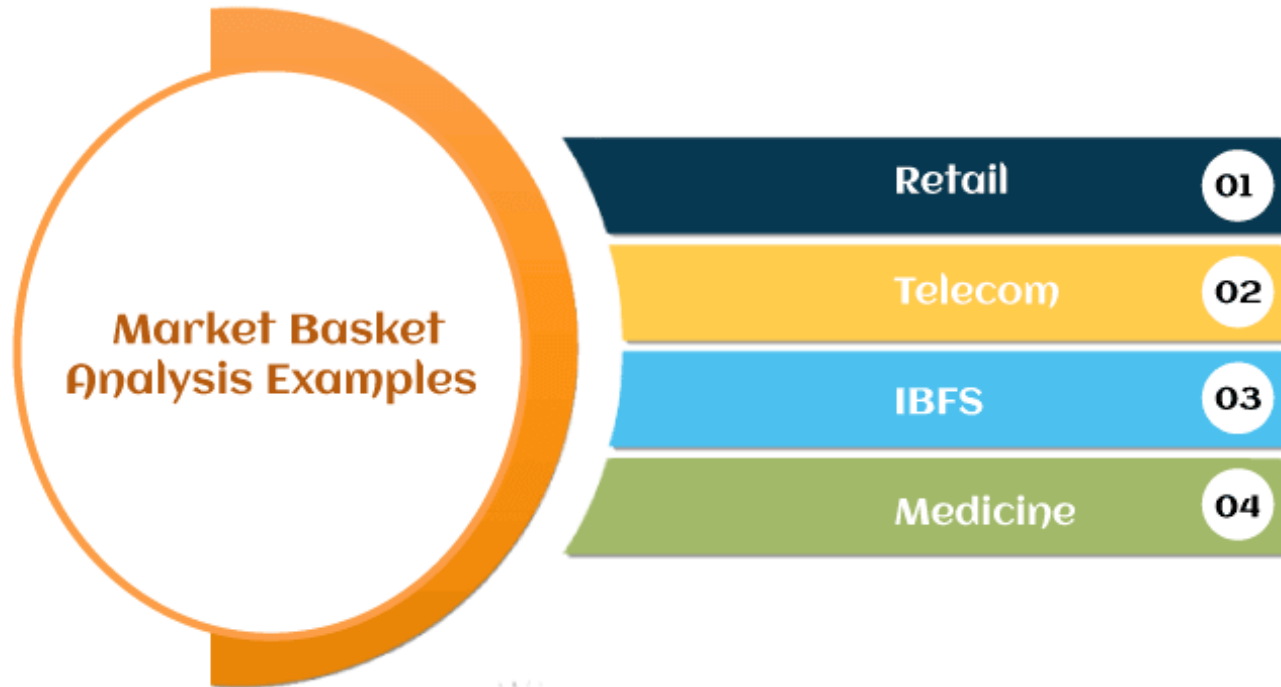 Market Basket
Analysis Examples
Retail 01
Telecom 02
IBFS 03
Medicine 04